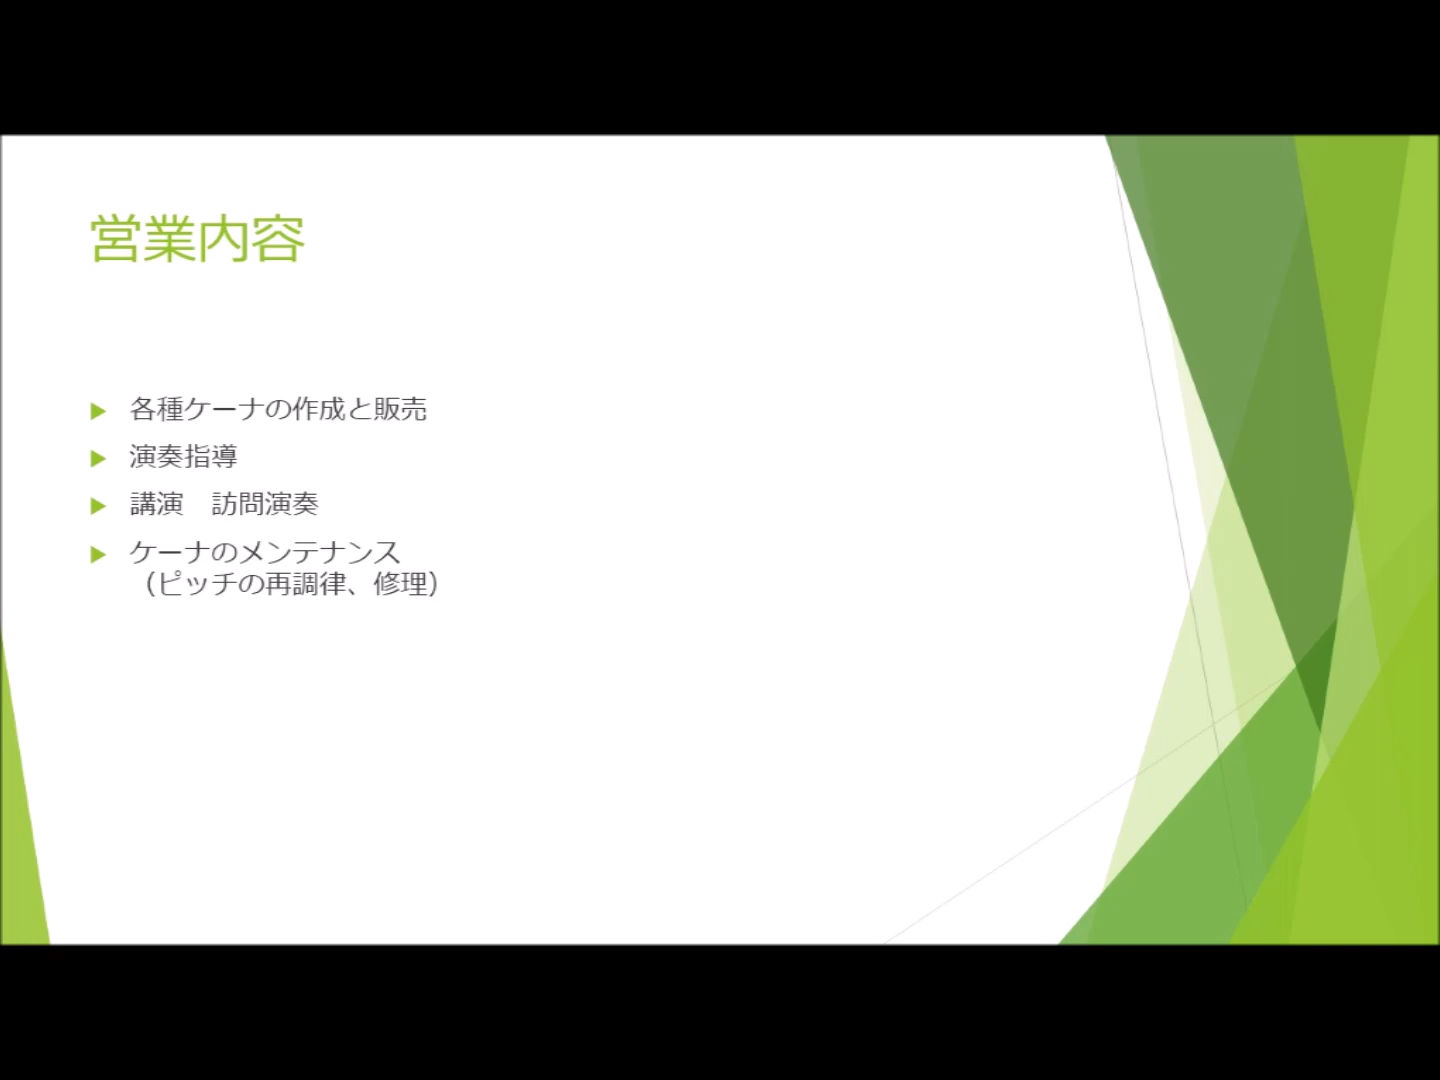 営業内容
各種ケーナの作成と販売
演奏指導
講演　訪問演奏
ケーナのメンテナンス
（ピッチの再調律、修理）